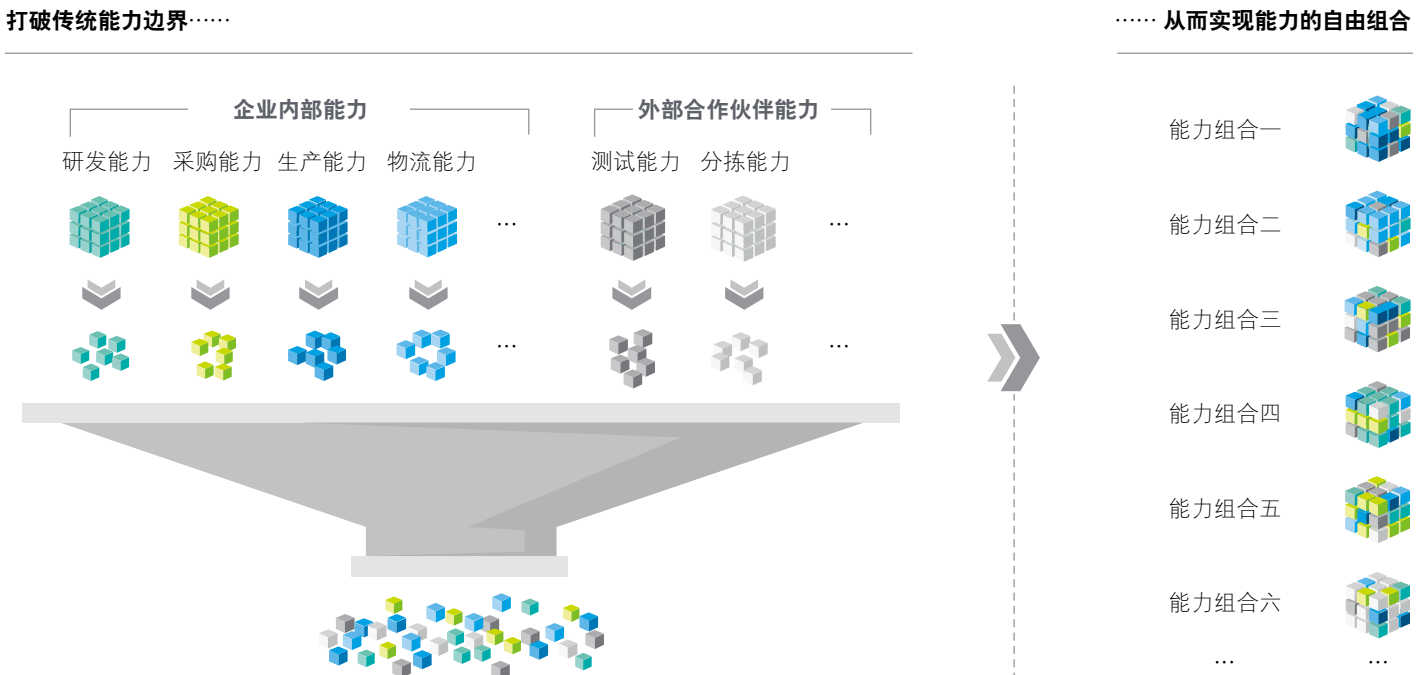 打破传统能力边界……
…… 从而实现能力的自由组合
企业内部能力
外部合作伙伴能力
研发能力 采购能力 生产能力 物流能力
测试能力 分拣能力
… …
… …
能力组合一
能力组合二
能力组合三
能力组合四
能力组合五
能力组合六
… …